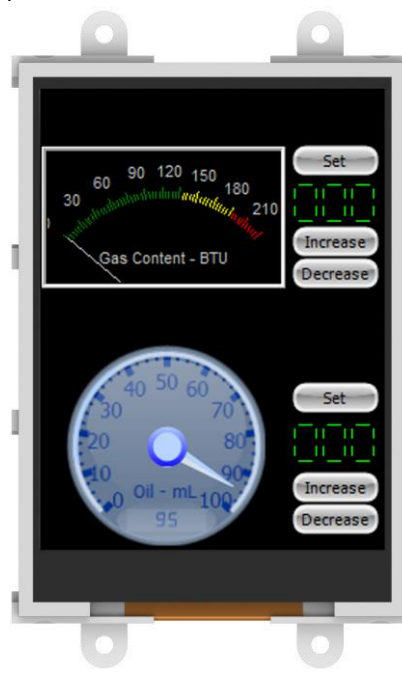 Set
30 60 90 120 150 180 210
Gas Content - BTU
Increase
Decrease
0 10 20 30 40 50 60 70 80 90 100
Oil - mL
95
Set
Increase
Decrease